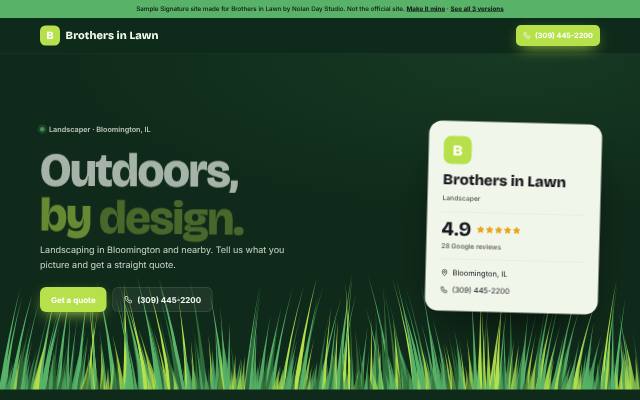 Sample Signature site made for Brothers in Lawn by Nolan Day Studio. Not the official site. Make it mine · See all 3 versions
B Brothers in Lawn
(309) 445-2200
Landscaper · Bloomington, IL
Outdoors,
by design.
Landscaping in Bloomington and nearby. Tell us what you
picture and get a straight quote.
Get a quote
(309) 445-2200
B
Brothers in Lawn
Landscaper
4.9
28 Google reviews
Bloomington, IL
(309) 445-2200